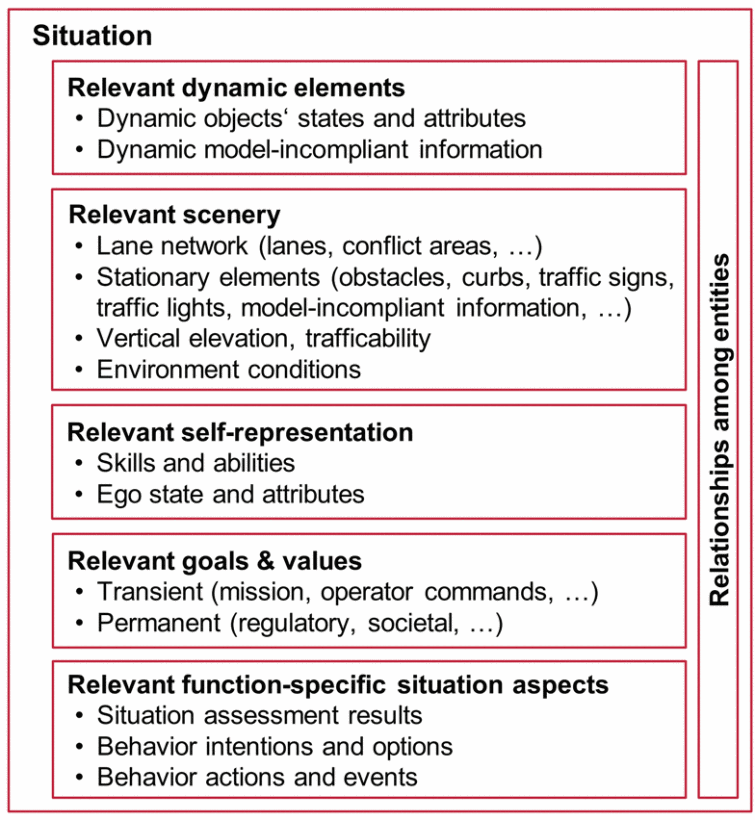 Situation
Relevant dynamic elements
• Dynamic objects‘ states and attributes
• Dynamic model-incompliant information
Relevant scenery
• Lane network (lanes, conflict areas, …)
• Stationary elements (obstacles, curbs, traffic signs,
traffic lights, model-incompliant information, …)
• Vertical elevation, trafficability
• Environment conditions
Relevant self-representation
• Skills and abilities
• Ego state and attributes
Relevant goals & values
• Transient (mission, operator commands, …)
• Permanent (regulatory, societal, …)
Relevant function-specific situation aspects
• Situation assessment results
• Behavior intentions and options
• Behavior actions and events
Relationships among entities